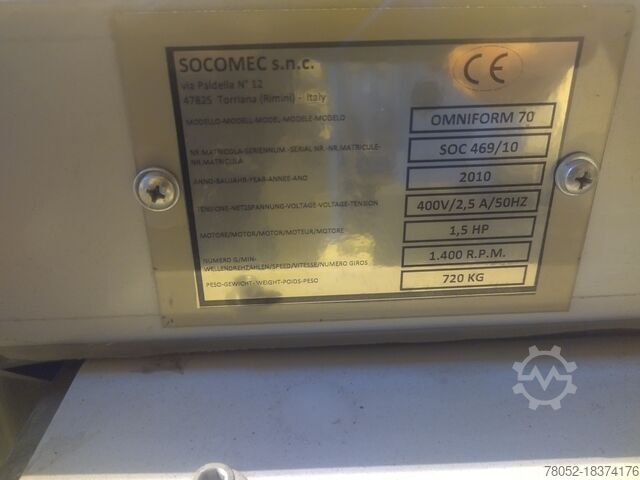 SOCOMEC s.n.c.
CE
via Paldella N° 12
47825 Torriana (Rimini) - Italy
MODELLO-MODELL-MODEL-MODELE-MODELO OMNIFORM 70
NR.MATRICOLA-SERIENNUM.-SERIAL NR.-NR.MATRICULE-
NR.MATRICULA SOC 469/10
ANNO-BAUJAHR-YEAR-ANNEE-ANO 2010
TENSIONE-NETZSPANNUNG-VOLTAGE-VOLTAGE-TENSION 400V/2,5 A/50HZ
MOTORE/MOTOR/MOTOR/MOTEUR/MOTORE 1,5 HP
NUMERO G/MIN-
WELLENDREHZAHLEN/SPEED/VITESSE/NUMERO GIROS 1.400 R.P.M.
PESO-GEWICHT-WEIGHT-POIDS-PESO 720 KG
78052-18374176